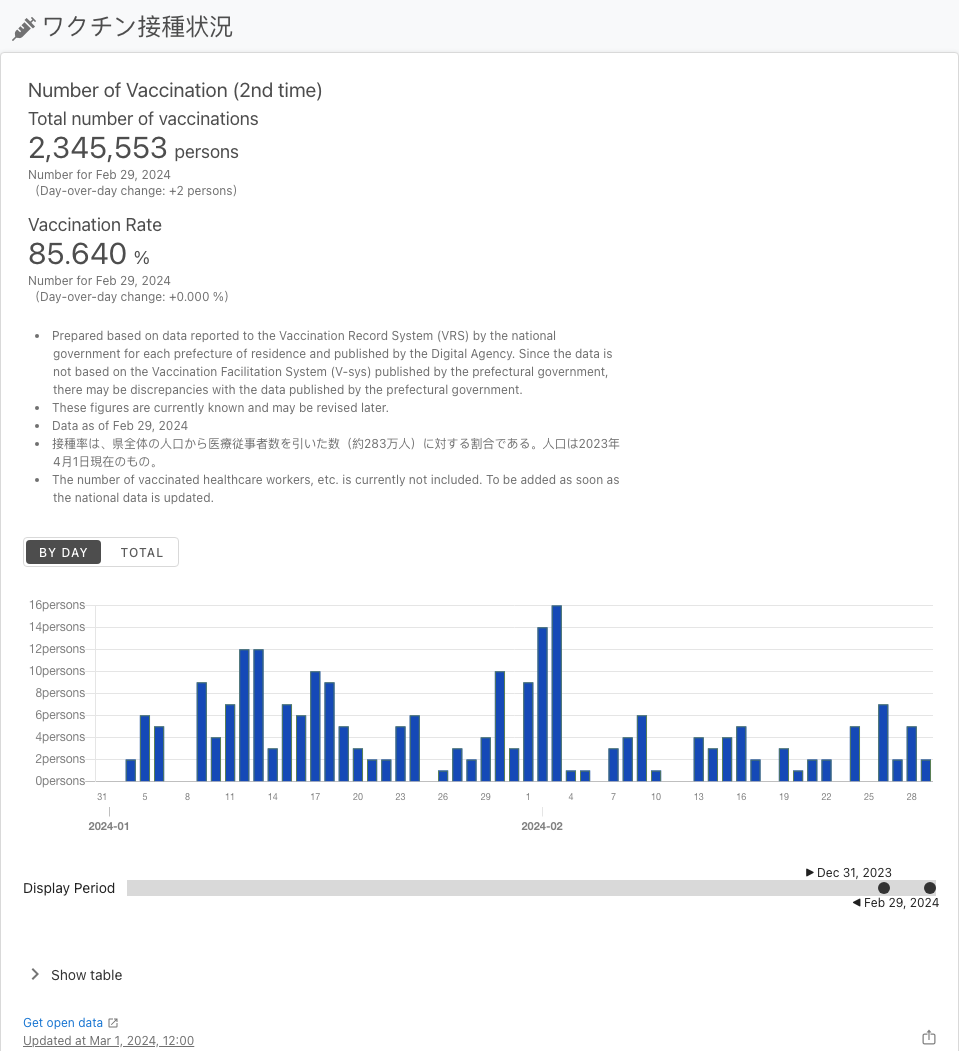 ワクチン接種状況
Number of Vaccination (2nd time)
Total number of vaccinations
2,345,553 persons
Number for Feb 29, 2024
(Day-over-day change: +2 persons)
Vaccination Rate
85.640 %
Number for Feb 29, 2024
(Day-over-day change: +0.000 %)
• Prepared based on data reported to the Vaccination Record System (VRS) by the national
government for each prefecture of residence and published by the Digital Agency. Since the data is
not based on the Vaccination Facilitation System (V-sys) published by the prefectural government,
there may be discrepancies with the data published by the prefectural government.
• These figures are currently known and may be revised later.
• Data as of Feb 29, 2024
• 接種率は、県全体の人口から医療従事者数を引いた数（約283万人）に対する割合である。人口は2023年
4月1日現在のもの。
• The number of vaccinated healthcare workers, etc. is currently not included. To be added as soon as
the national data is updated.
BY DAY TOTAL
16persons
14persons
12persons
10persons
8persons
6persons
4persons
2persons
0persons
31 5 8 11 14 17 20 23 26 29 1 4 7 10 13 16 19 22 25 28
2024-01 2024-02
Dec 31, 2023
Display Period
Feb 29, 2024
Show table
Get open data
Updated at Mar 1, 2024, 12:00